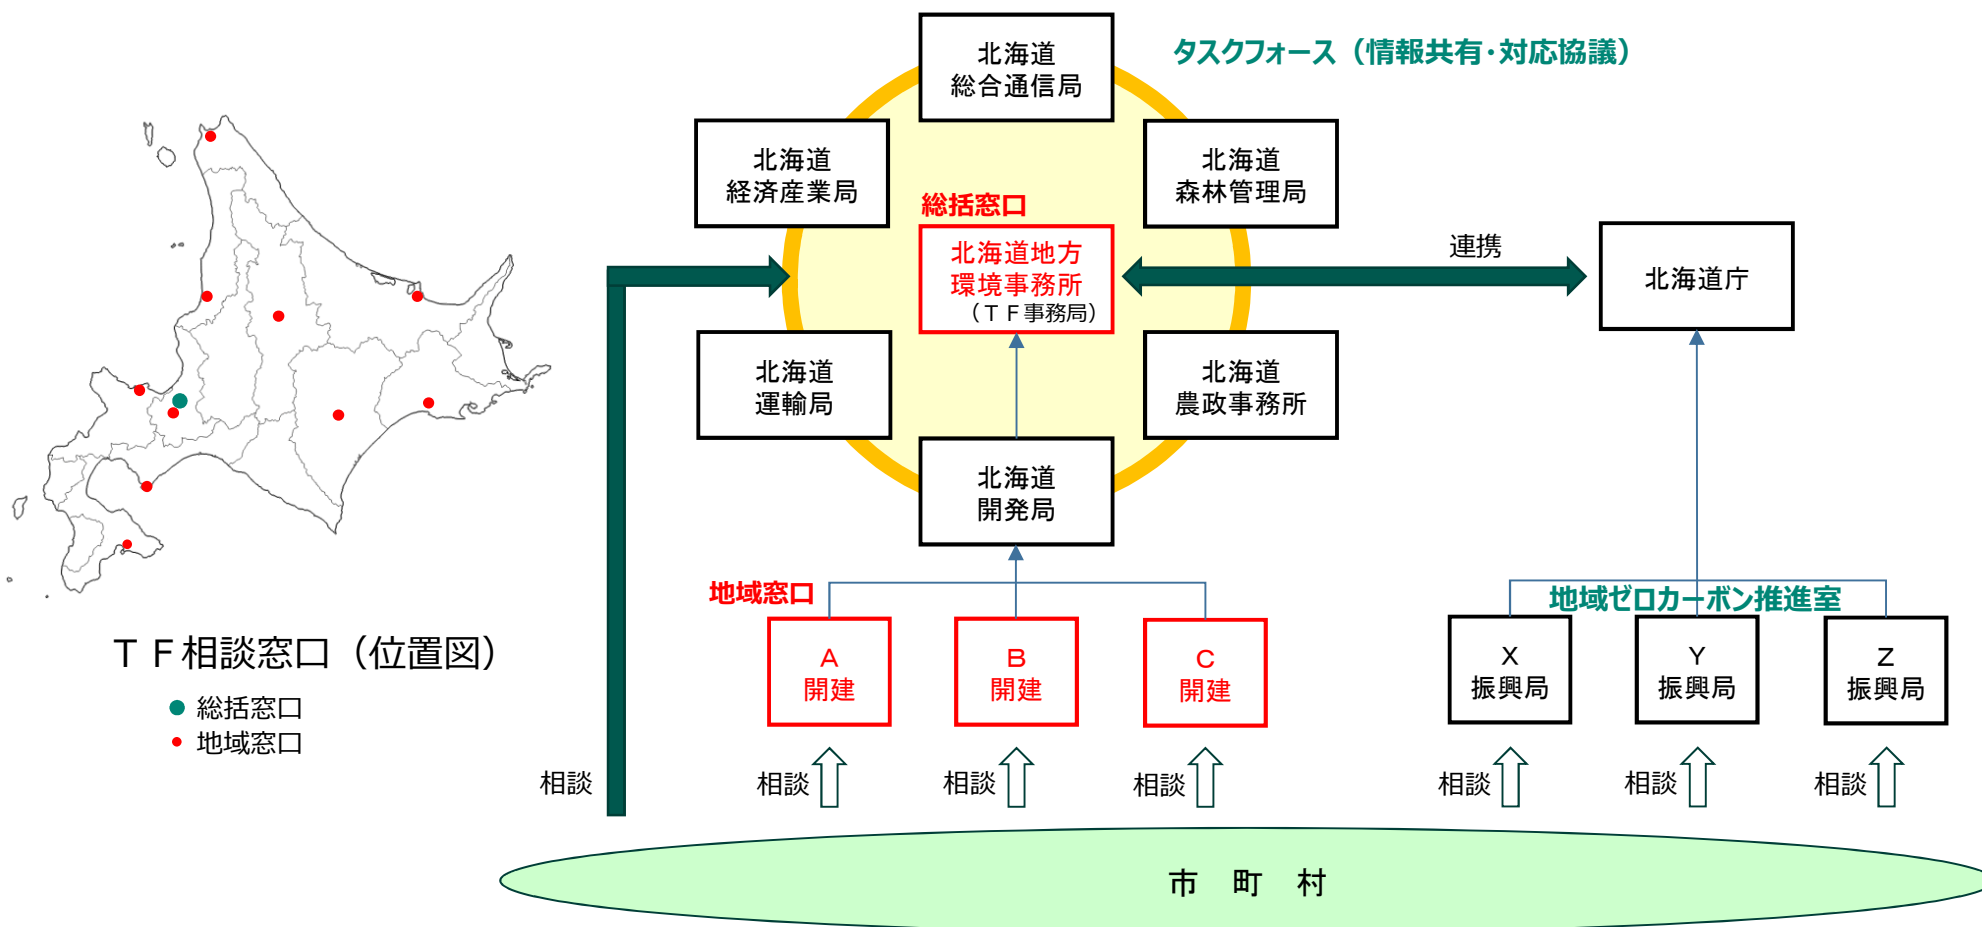 タスクフォース（情報共有・対応協議）
北海道
総合通信局
北海道
経済産業局
北海道
森林管理局
総括窓口
北海道地方
環境事務所
（ＴＦ事務局）
連携
北海道庁
北海道
運輸局
北海道
農政事務所
北海道
開発局
地域窓口
地域ゼロカーボン推進室
A
開建
B
開建
C
開建
X
振興局
Y
振興局
Z
振興局
ＴＦ相談窓口（位置図）
総括窓口
地域窓口
相談
相談
相談
相談
相談
相談
相談
市　町　村